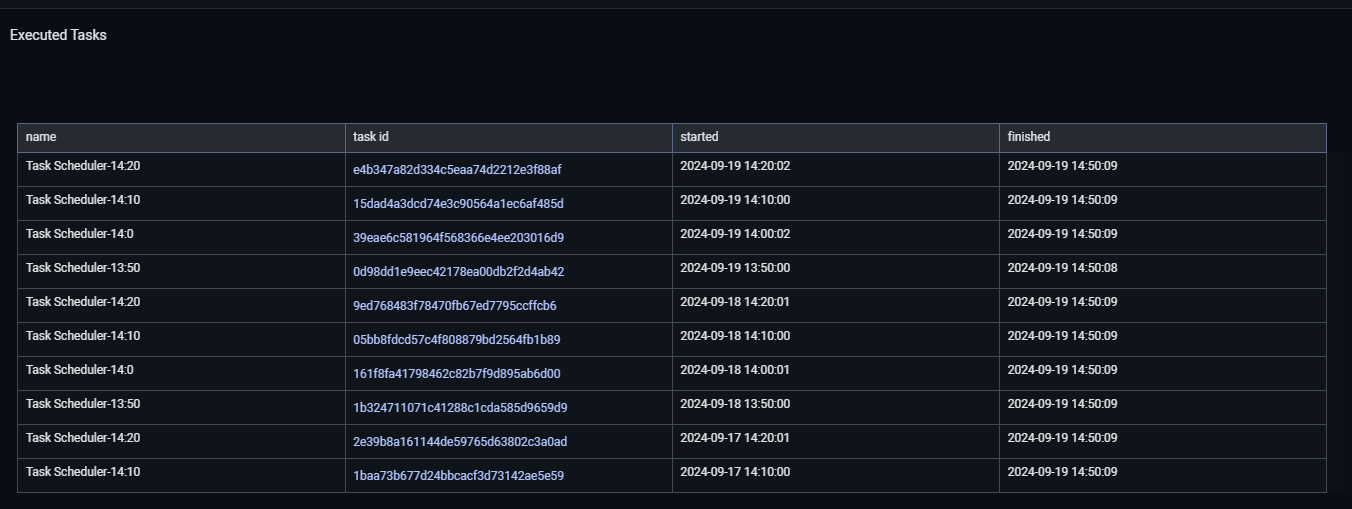 Executed Tasks
name task id started finished
Task Scheduler-14:20 e4b347a82d334c5eaa74d2212e3f88af 2024-09-19 14:20:02 2024-09-19 14:50:09
Task Scheduler-14:10 15dad4a3dcd74e3c90564a1ec6af485d 2024-09-19 14:10:00 2024-09-19 14:50:09
Task Scheduler-14:0 39eae6c581964f568366e4ee203016d9 2024-09-19 14:00:02 2024-09-19 14:50:09
Task Scheduler-13:50 0d98dd1e9eec42178ea00db2f2d4ab42 2024-09-19 13:50:00 2024-09-19 14:50:08
Task Scheduler-14:20 9ed768483f78470fb67ed7795ccffcb6 2024-09-18 14:20:01 2024-09-19 14:50:09
Task Scheduler-14:10 05bb8fdcd57c4f808879bd2564fb1b89 2024-09-18 14:10:00 2024-09-19 14:50:09
Task Scheduler-14:0 161f8fa41798462c82b7f9d895ab6d00 2024-09-18 14:00:01 2024-09-19 14:50:09
Task Scheduler-13:50 1b324711071c41288c1cda585d9659d9 2024-09-18 13:50:00 2024-09-19 14:50:09
Task Scheduler-14:20 2e39b8a161144de59765d63802c3a0ad 2024-09-17 14:20:01 2024-09-19 14:50:09
Task Scheduler-14:10 1baa73b677d24bbcacf3d73142ae5e59 2024-09-17 14:10:00 2024-09-19 14:50:09